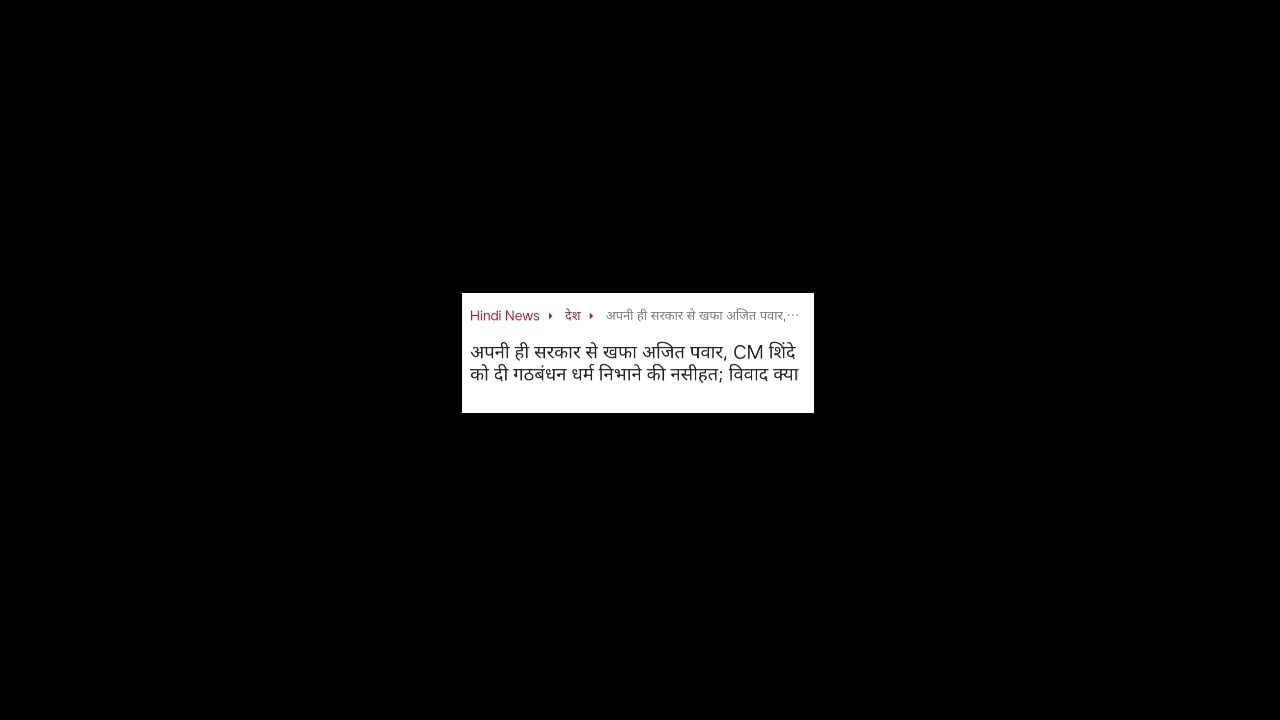 Hindi News ▸ देश ▸ अपनी ही सरकार से खफा अजित पवार,...
अपनी ही सरकार से खफा अजित पवार, CM शिंदे
को दी गठबंधन धर्म निभाने की नसीहत; विवाद क्या